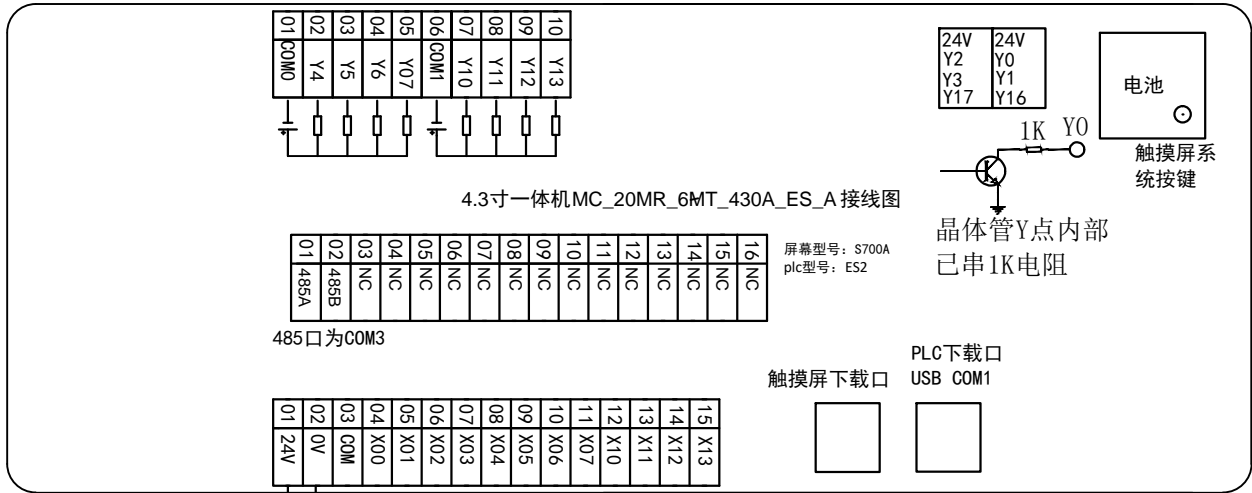 01 02 03 04 05 06 07 08 09 10
COM0 Y4 Y5 Y6 Y07 COM1 Y10 Y11 Y12 Y13
24V 24V
Y2 Y0
Y3 Y1
Y17 Y16
电池
1K Y0
触摸屏系
统按键
4.3寸一体机MC_20MR_6MT_430A_ES_A 接线图
晶体管Y点内部
已串1K电阻
01 02 03 04 05 06 07 08 09 10 11 12 13 14 15 16
485A 485B NC NC NC NC NC NC NC NC NC NC NC NC NC NC
屏幕型号：S700A
plc型号：ES2
485口为COM3
触摸屏下载口
PLC下载口
USB COM1
01 02 03 04 05 06 07 08 09 10 11 12 13 14 15
24V 0V COM X00 X01 X02 X03 X04 X05 X06 X07 X10 X11 X12 X13